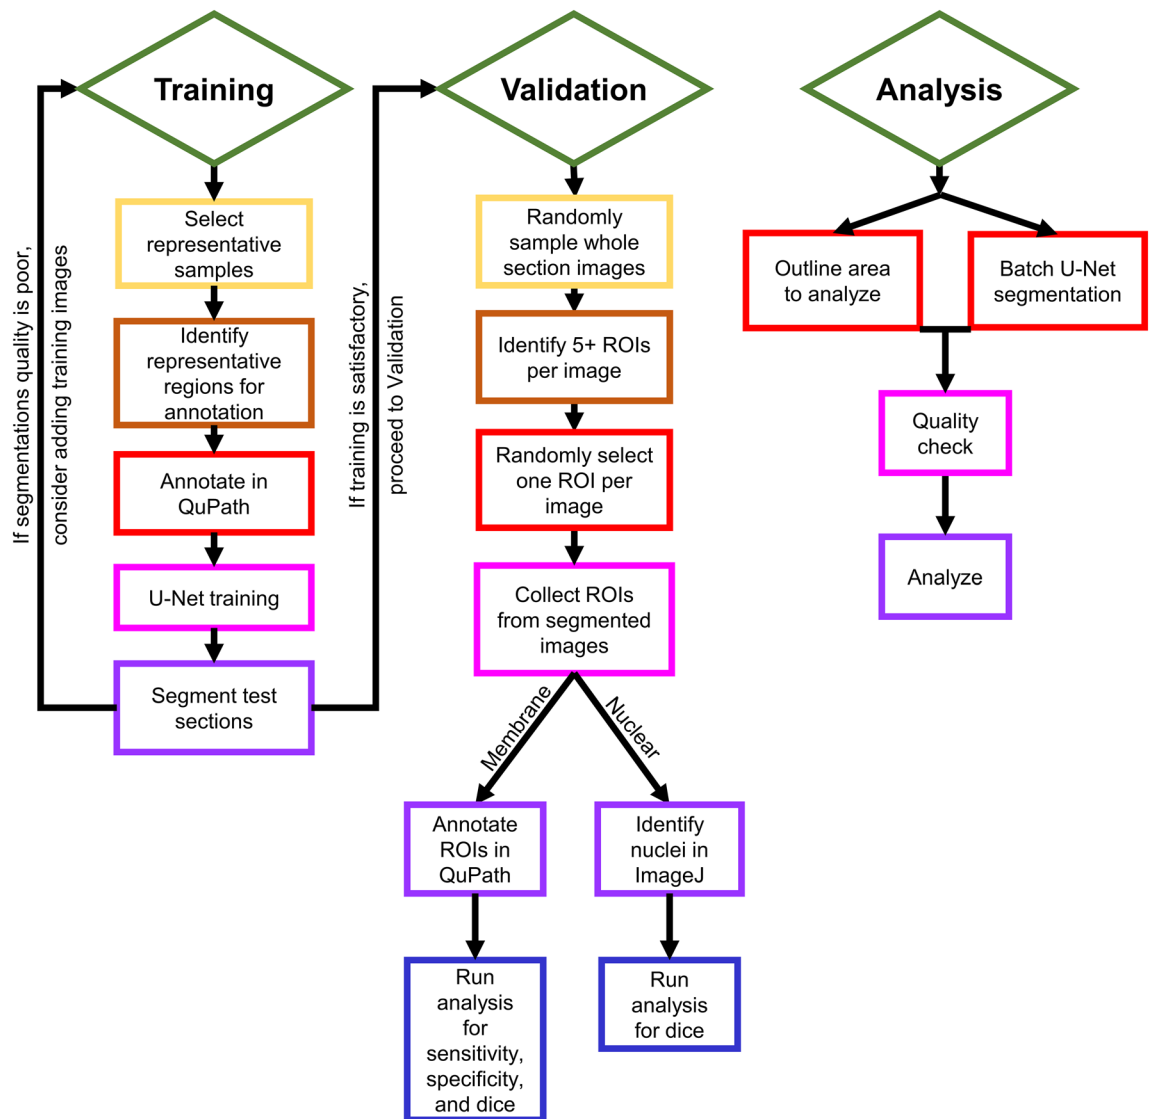 Training
Select
representative
samples
Identify
representative
regions for
annotation
Annotate in
QuPath
U-Net training
Segment test
sections
If segmentations quality is poor,
consider adding training images
If training is satisfactory,
proceed to Validation
Validation
Randomly
sample whole
section images
Identify 5+ ROIs
per image
Randomly select
one ROI per
image
Collect ROIs
from segmented
images
Membrane
Nuclear
Annotate
ROIs in
QuPath
Identify
nuclei in
ImageJ
Run
analysis
for
sensitivity,
specificity,
and dice
Run
analysis
for dice
Analysis
Outline area
to analyze
Batch U-Net
segmentation
Quality
check
Analyze